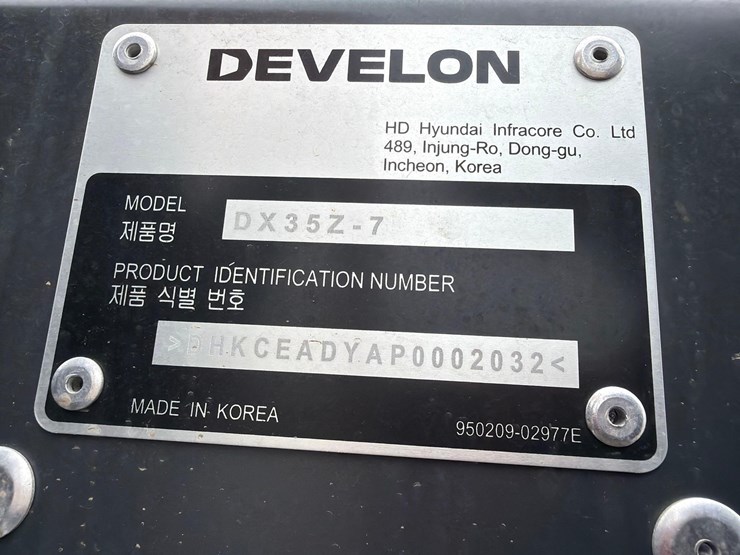 DEVELON
HD Hyundai Infracore Co. Ltd
489, Injung-Ro, Dong-gu,
Incheon, Korea
MODEL
제품명
DX35Z-7
PRODUCT IDENTIFICATION NUMBER
제품 식별 번호
>DHKCEADYAP0002032<
MADE IN KOREA
950209-02977E